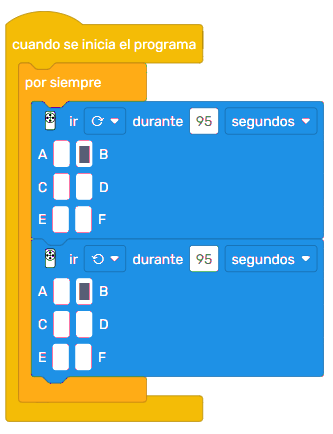 cuando se inicia el programa
por siempre
ir durante 95 segundos
A B
C D
E F
ir durante 95 segundos
A B
C D
E F